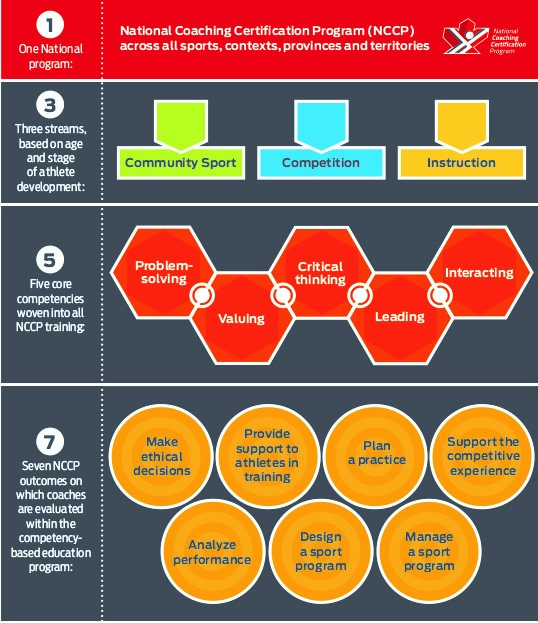 1
One National
program:
National Coaching Certification Program (NCCP)
across all sports, contexts, provinces and territories
National
Coaching
Certification
Program
3
Three streams,
based on age
and stage
of athlete
development:
Community Sport
Competition
Instruction
5
Five core
competencies
woven into all
NCCP training:
Problem-
solving
Valuing
Critical
thinking
Leading
Interacting
7
Seven NCCP
outcomes on
which coaches
are evaluated
within the
competency-
based education
program:
Make
ethical
decisions
Provide
support to
athletes in
training
Plan
a practice
Support the
competitive
experience
Analyze
performance
Design
a sport
program
Manage
a sport
program